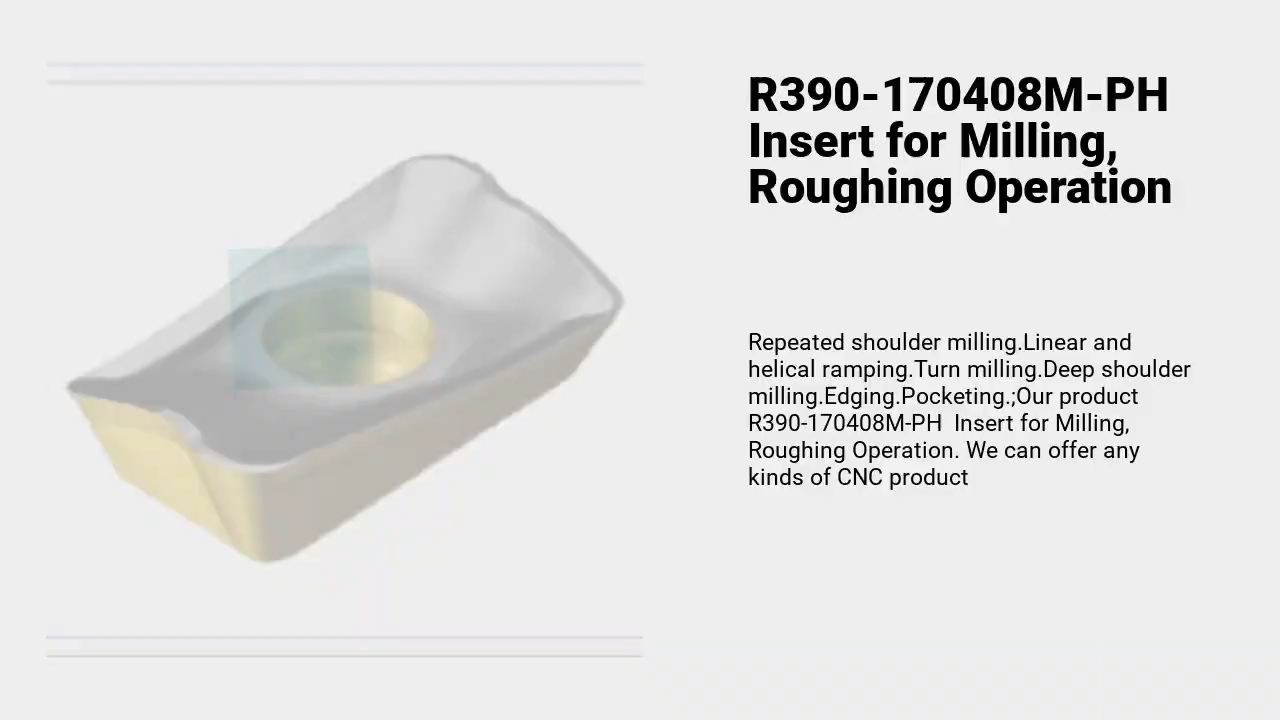 R390-170408M-PH
Insert for Milling,
Roughing Operation
Repeated shoulder milling.Linear and
helical ramping.Turn milling.Deep shoulder
milling.Edging.Pocketing.;Our product
R390-170408M-PH  Insert for Milling,
Roughing Operation. We can offer any
kinds of CNC product